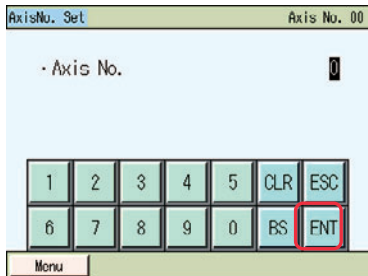 AxisNo. Set Axis No. 00
・Axis No. 0
1 2 3 4 5 CLR ESC
6 7 8 9 0 BS ENT
Menu